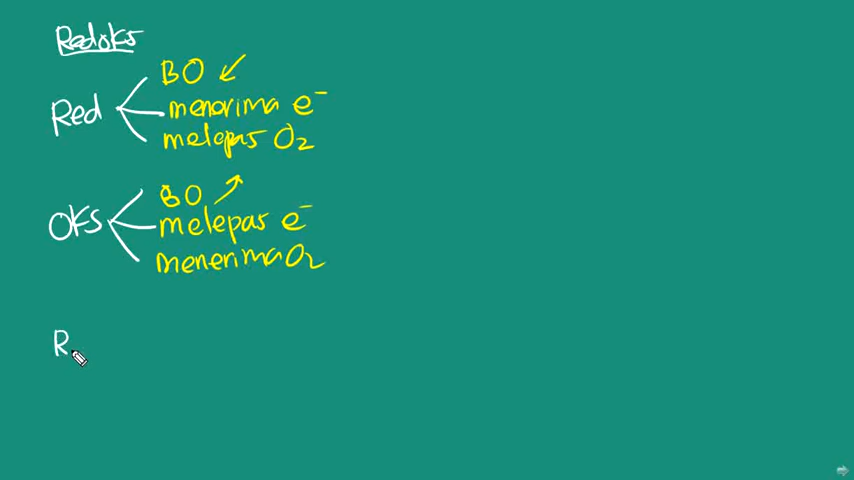 Redoks
BO ↙
Red menerima e⁻
melepas O₂
BO ↗
OKS melepas e⁻
menerima O₂
R